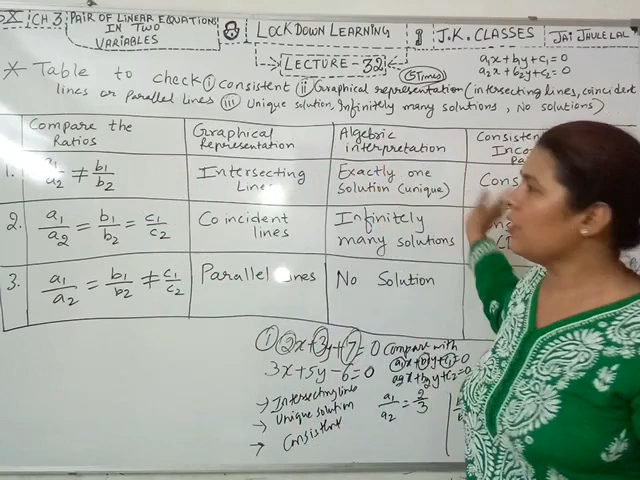 X CH 3 PAIR OF LINEAR EQUATIONS IN TWO VARIABLES LOCKDOWN LEARNING J.K. CLASSES JAI JHULELAL
LECTURE - 32
a₁x + by + c₁ = 0
a₂x + b₂y + c₂ = 0
* Table to check ① consistent ⓘⓘ Graphical representation (intersecting lines, coincident
(5 times)
lines or Parallel lines ⓘⓘⓘ Unique solution, Infinitely many solutions, No solutions)
Compare the Ratios
Graphical Representation
Algebric interpretation
1. a₁/a₂ ≠ b₁/b₂
Intersecting Lines
Exactly one solution (unique)
2. a₁/a₂ = b₁/b₂ = c₁/c₂
Coincident lines
Infinitely many solutions
3. a₁/a₂ = b₁/b₂ ≠ c₁/c₂
Parallel lines
No Solution
① 2x + 3y + 7 = 0 Compare with
3x + 5y - 6 = 0
a₁x + b₁y + c₁ = 0
a₂x + b₂y + c₂ = 0
→ Intersecting lines
→ Unique solution
→ Consistent
a₁/a₂ = 2/3